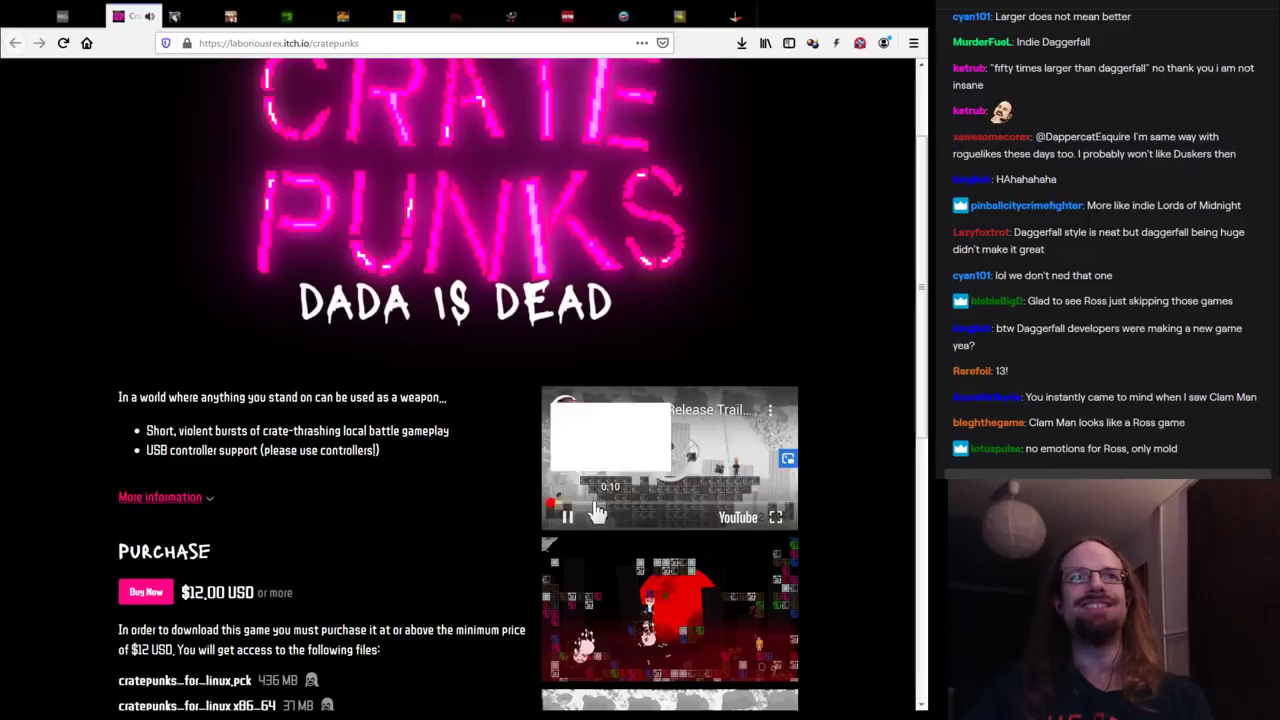 Cra
https://laboriousrex.itch.io/cratepunks
CRATE
PUNKS
DADA IS DEAD
In a world where anything you stand on can be used as a weapon...
Short, violent bursts of crate-thrashing local battle gameplay
USB controller support (please use controllers!)
More information
PURCHASE
Buy Now $12.00 USD or more
In order to download this game you must purchase it at or above the minimum price
of $12 USD. You will get access to the following files:
cratepunks_for_linux.pck 436 MB
cratepunks_for_linux.x86_64 37 MB
Release Trail...
0:10
YouTube
cyan101: Larger does not mean better
MurderFueL: Indie Daggerfall
ketrub: "fifty times larger than daggerfall" no thank you i am not
insane
ketrub:
xawesomecorex: @DappercatEsquire I'm same way with
roguelikes these days too. I probably won't like Duskers then
: HAhahahaha
pinballcitycrimefighter: More like indie Lords of Midnight
Lazyfoxtrot: Daggerfall style is neat but daggerfall being huge
didn't make it great
cyan101: lol we don't ned that one
blablaBigD: Glad to see Ross just skipping those games
: btw Daggerfall developers were making a new game
yea?
Rarefoil: 13!
: You instantly came to mind when I saw Clam Man
bleghthegame: Clam Man looks like a Ross game
lotuxpulse: no emotions for Ross, only mold